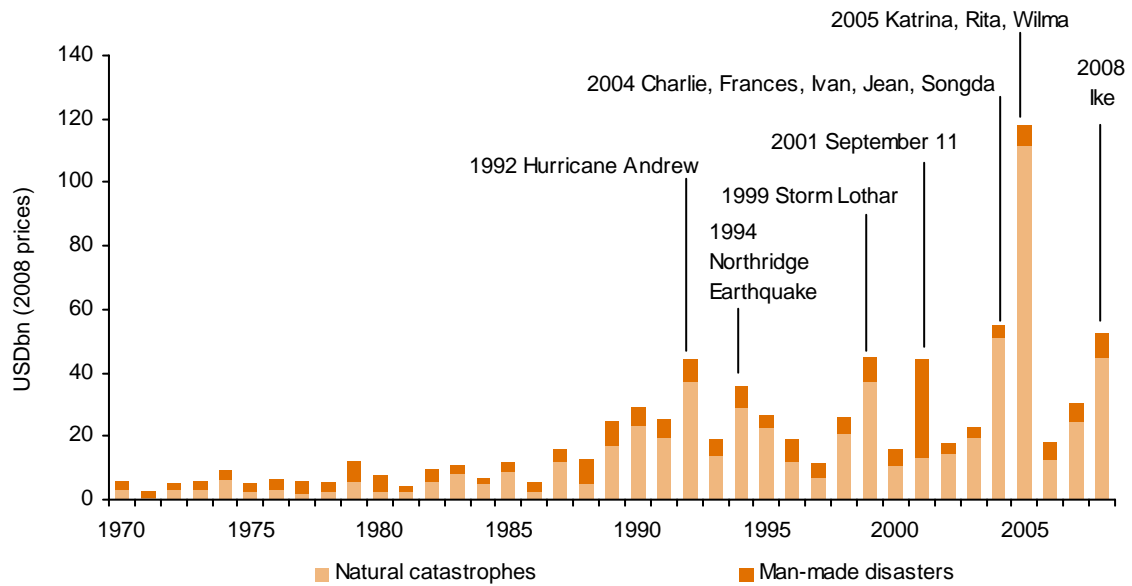 2005 Katrina, Rita, Wilma
140
2008
Ike
2004 Charlie, Frances, Ivan, Jean, Songda
120
2001 September 11
1992 Hurricane Andrew
100
1999 Storm Lothar
80
1994
Northridge
Earthquake
60
40
20
0
USDbn (2008 prices)
1970 1975 1980 1985 1990 1995 2000 2005
Natural catastrophes Man-made disasters